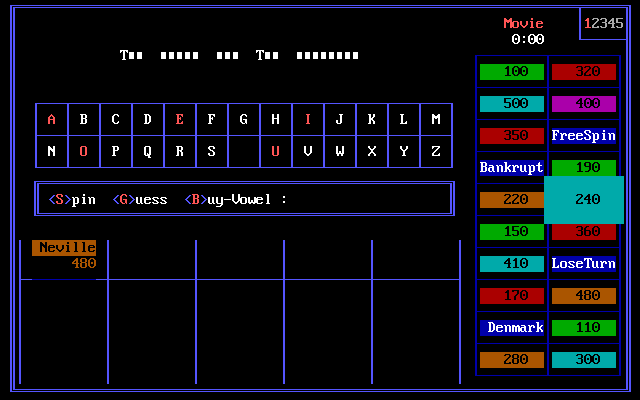 Movie 12345
0:00
T T
100 320
500 400
350 FreeSpin
Bankrupt 190
220 240
150 360
410 LoseTurn
170 480
Denmark 110
280 300
A B C D E F G H I J K L M
N O P Q R S U V W X Y Z
<S>pin <G>uess <B>uy-Vowel :
Neville
480